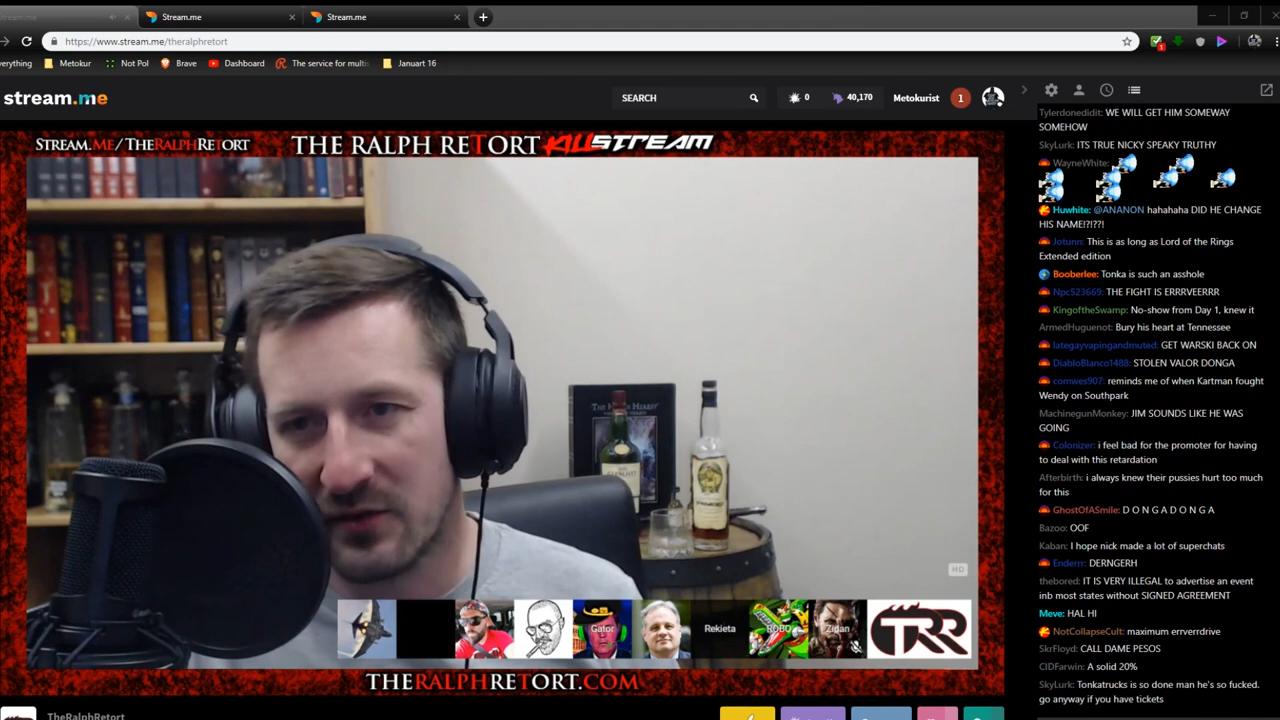 Stream.me
Stream.me
Stream.me
https://www.stream.me/theralphretort
erything
Metokur
Not Pol
Brave
Dashboard
The service for multis
Januart 16
stream.me
SEARCH
0
40,170
Metokurist
1
STREAM.ME/THERALPHRETORT
THE RALPH RETORT KILLSTREAM
HD
Gator
Rekieta
ROBO
Zidan
TRR
THERALPHRETORT.COM
TheRalphRetort
Tyleronedidit: WE WILL GET HIM SOMEWAY
SOMEHOW
SkyLurk: ITS TRUE NICKY SPEAKY TRUTHY
WayneWhite:
Huwhite: @ANANON hahahaha DID HE CHANGE
HIS NAME!?!??!
Jotunn: This is as long as Lord of the Rings
Extended edition
Booberlee: Tonka is such an asshole
Npc523669: THE FIGHT IS ERRRVEERRR
KingoftheSwamp: No-show from Day 1, knew it
ArmedHuguenot: Bury his heart at Tennessee
lategayvapingandmuted: GET WARSKI BACK ON
DiabloBlanco1488: STOLEN VALOR DONGA
comwes907: reminds me of when Kartman fought
Wendy on Southpark
MachinegunMonkey: JIM SOUNDS LIKE HE WAS
GOING
Colonizer: i feel bad for the promoter for having
to deal with this retardation
Afterbirth: i always knew their pussies hurt too much
for this
GhostOfASmile: D O N G A D O N G A
Bazoo: OOF
Kaban: I hope nick made a lot of superchats
Enderr: DERNGERH
thebored: IT IS VERY ILLEGAL to advertise an event
inb most states without SIGNED AGREEMENT
Meve: HAL HI
NotCollapseCult: maximum errverrdrive
SkrFloyd: CALL DAME PESOS
CIDFarwin: A solid 20%
SkyLurk: Tonkatrucks is so done man he's so fucked.
go anyway if you have tickets